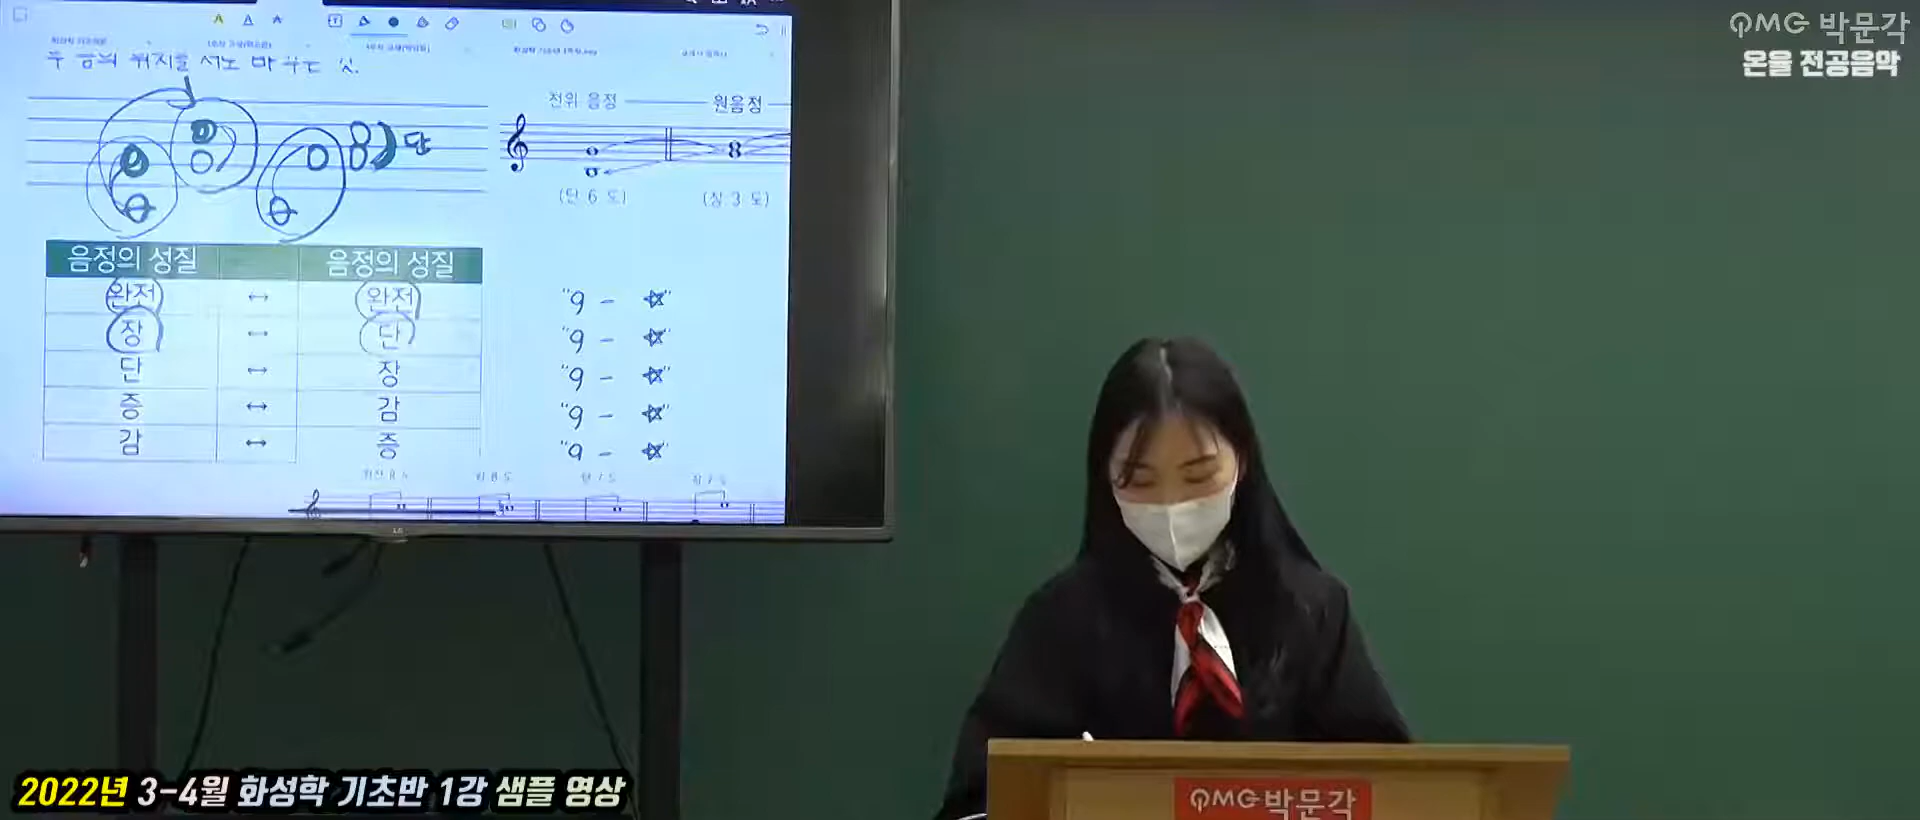 PMG 박문각
온율 전공음악
두 음의 위치를 서로 바꾸는 것.
전위 음정
원음정
단
(단 6 도)
(장 3 도)
음정의 성질
음정의 성질
완전 ↔ 완전 "9 - ☆"
장 ↔ 단 "9 - ☆"
단 ↔ 장 "9 - ☆"
증 ↔ 감 "9 - ☆"
감 ↔ 증 "9 - ☆"
2022년 3-4월 화성학 기초반 1강 샘플 영상
PMG 박문각